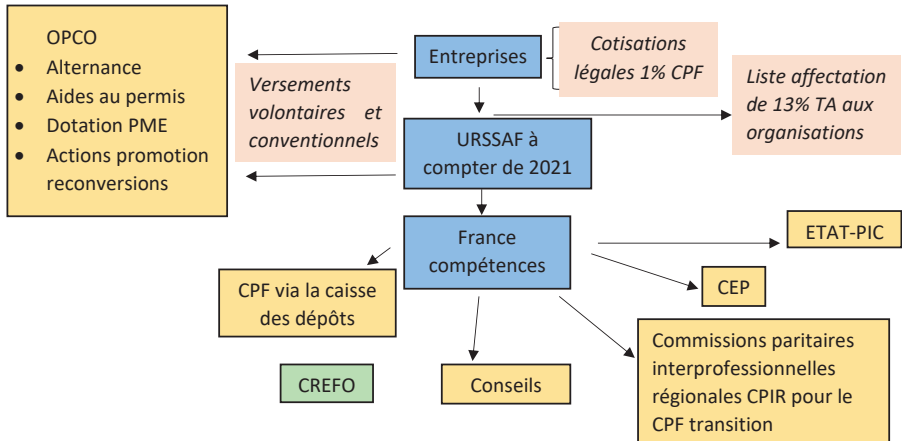 OPCO
• Alternance
• Aides au permis
• Dotation PME
• Actions promotion
reconversions
Versements
volontaires et
conventionnels
Entreprises
Cotisations
légales 1% CPF
Liste affectation
de 13% TA aux
organisations
URSSAF à
compter de 2021
France
compétences
ETAT-PIC
CEP
CPF via la caisse
des dépôts
CREFO
Conseils
Commissions paritaires
interprofessionnelles
régionales CPIR pour le
CPF transition